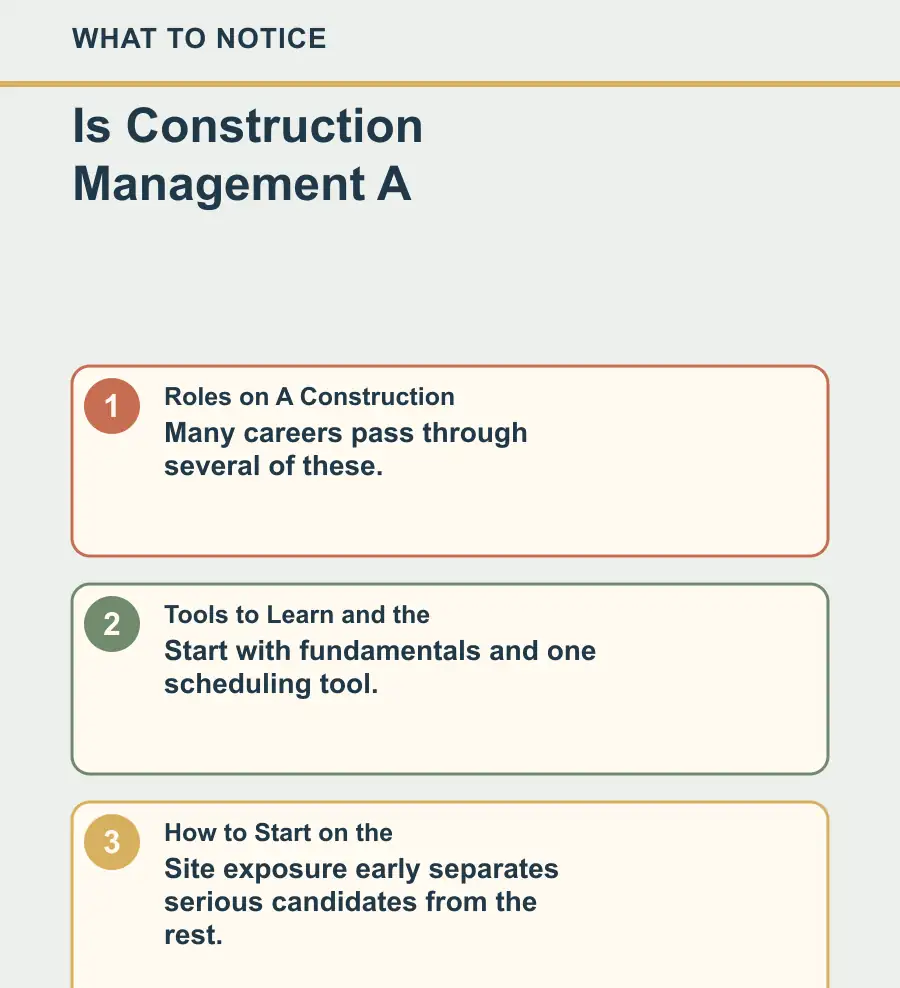 WHAT TO NOTICE
Is Construction
Management A
1
Roles on A Construction
Many careers pass through
several of these.
2
Tools to Learn and the
Start with fundamentals and one
scheduling tool.
3
How to Start on the
Site exposure early separates
serious candidates from the
rest.